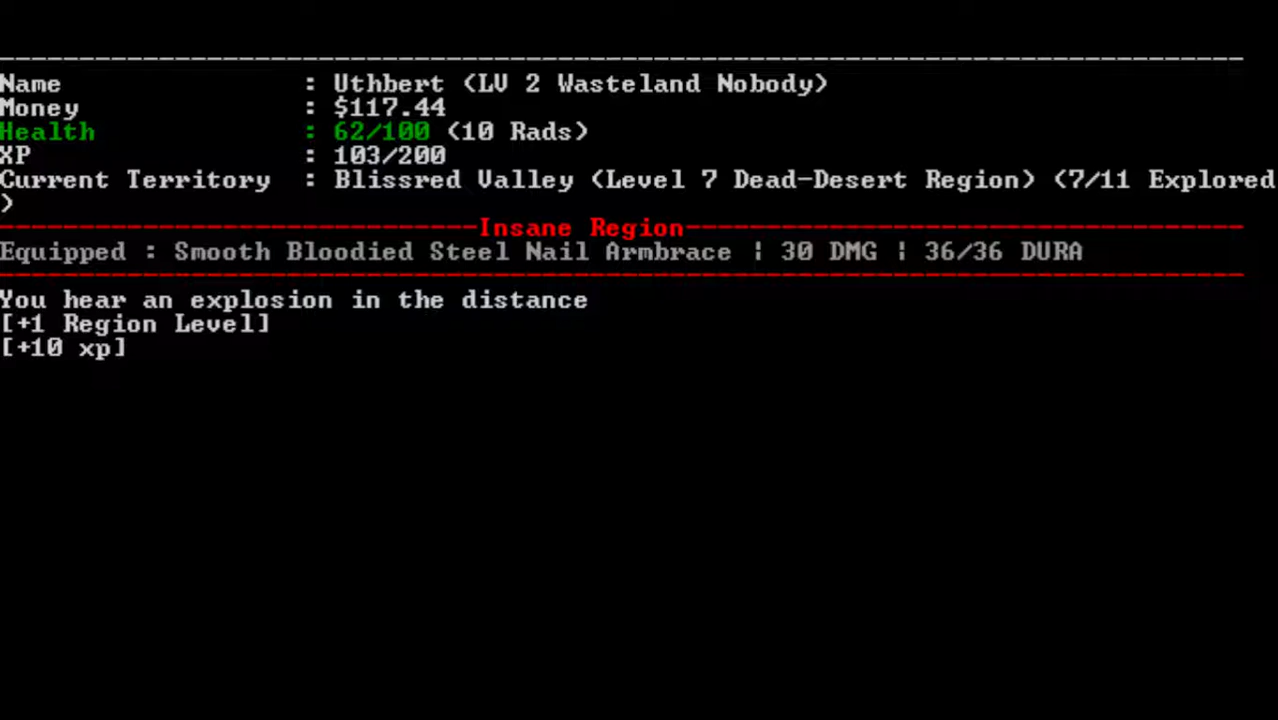 Name : Uthbert (LV 2 Wasteland Nobody)
Money : $117.44
Health : 62/100 (10 Rads)
XP : 103/200
Current Territory : Blissred Valley (Level 7 Dead-Desert Region) (7/11 Explored
)
Insane Region
Equipped : Smooth Bloodied Steel Nail Armbrace | 30 DMG | 36/36 DURA
You hear an explosion in the distance
[+1 Region Level]
[+10 xp]